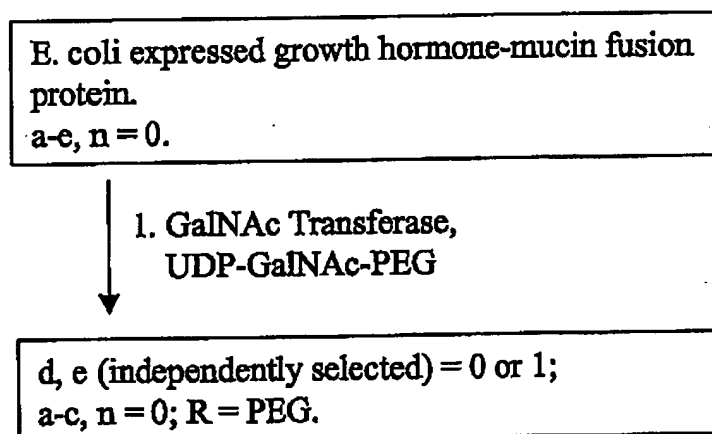 E. coli expressed growth hormone-mucin fusion
protein.
a-e, n = 0.
1. GalNAc Transferase,
UDP-GalNAc-PEG
d, e (independently selected) = 0 or 1;
a-c, n = 0; R = PEG.